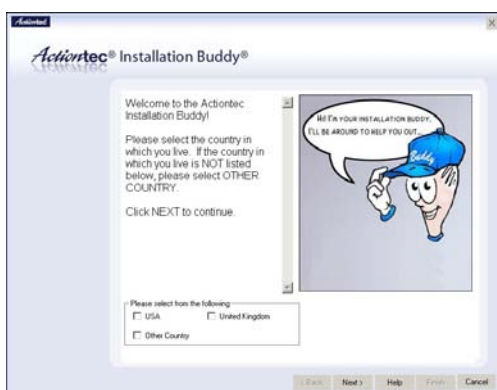 Actiontec
Actiontec® Installation Buddy®
Welcome to the Actiontec
Installation Buddy!
Please select the country in
which you live. If the country in
which you live is NOT listed
below, please select OTHER
COUNTRY.
Click NEXT to continue.
HI! I'M YOUR INSTALLATION BUDDY.
I'LL BE AROUND TO HELP YOU OUT...
Buddy
Please select from the following
USA United Kingdom
Other Country
< Back Next > Help Finish Cancel